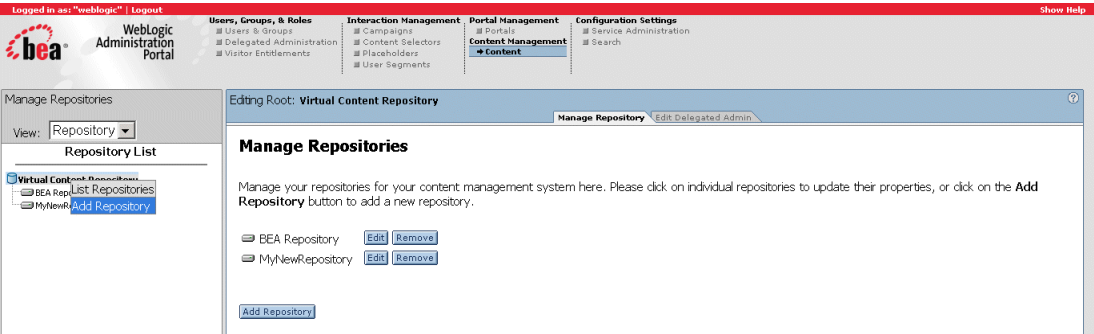 Logged in as: "weblogic" | Logout
Show Help
bea
WebLogic
Administration
Portal
Users, Groups, & Roles
Users & Groups
Delegated Administration
Visitor Entitlements
Interaction Management
Campaigns
Content Selectors
Placeholders
User Segments
Portal Management
Portals
Content Management
Content
Configuration Settings
Service Administration
Search
Manage Repositories
View: Repository
Repository List
Virtual Content Repository
BEA Repo
MyNewR
List Repositories
Add Repository
Editing Root: Virtual Content Repository
?
Manage Repository
Edit Delegated Admin
Manage Repositories
Manage your repositories for your content management system here. Please click on individual repositories to update their properties, or click on the Add
Repository button to add a new repository.
BEA Repository Edit Remove
MyNewRepository Edit Remove
Add Repository